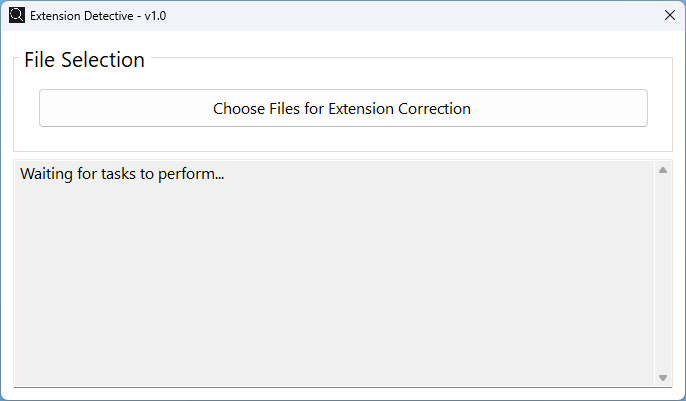 Extension Detective - v1.0
File Selection
Choose Files for Extension Correction
Waiting for tasks to perform...